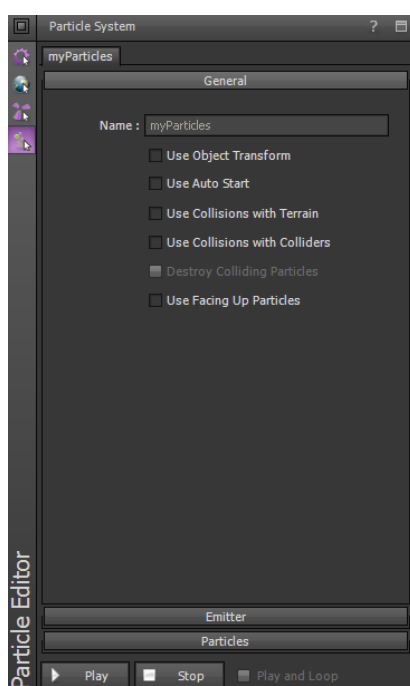 Particle System ?
myParticles
General
Name : myParticles
Use Object Transform
Use Auto Start
Use Collisions with Terrain
Use Collisions with Colliders
Destroy Colliding Particles
Use Facing Up Particles
Particle Editor
Emitter
Particles
Play Stop Play and Loop